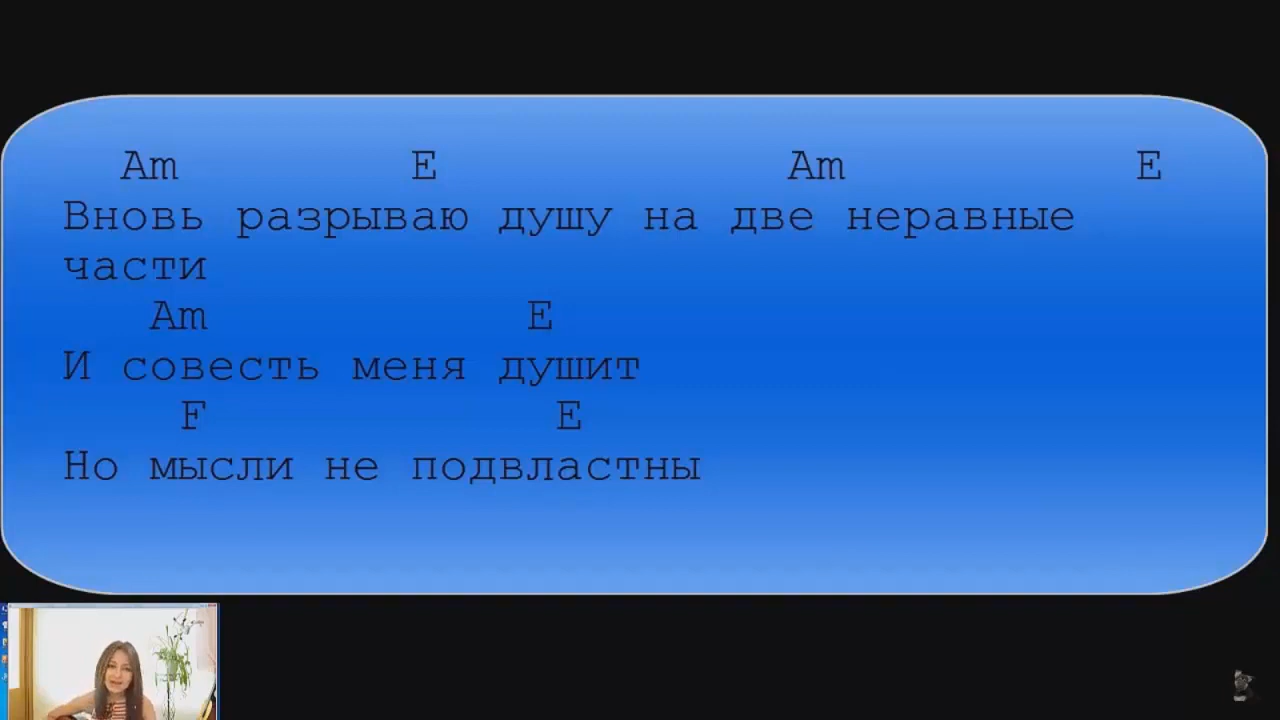 Am E Am E
Вновь разрываю душу на две неравные
части
Am E
И совесть меня душит
F E
Но мысли не подвластны